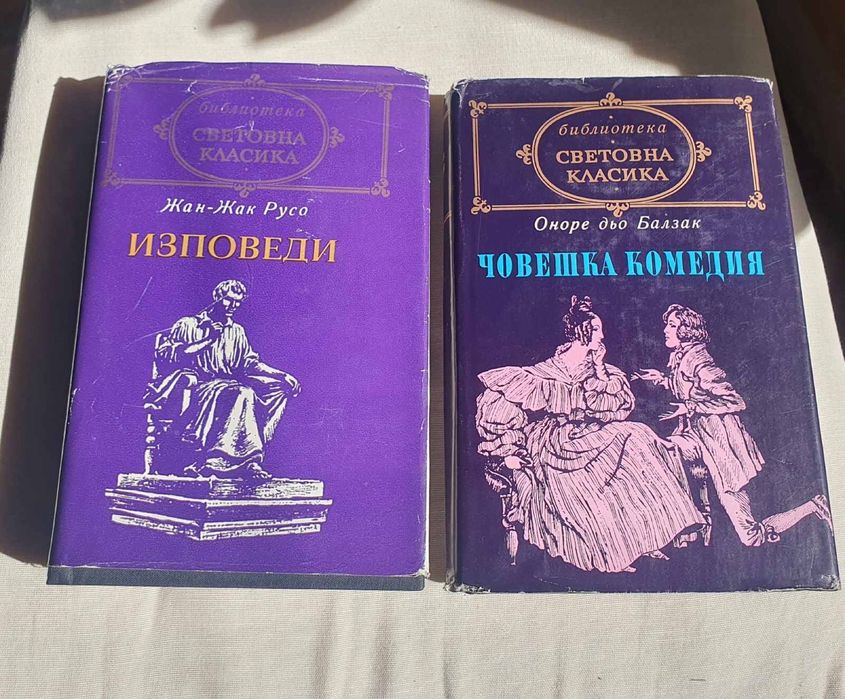 библиотека
СВЕТОВНА
КЛАСИКА
Жан-Жак Русо
ИЗПОВЕДИ
библиотека
СВЕТОВНА
КЛАСИКА
Оноре дьо Балзак
ЧОВЕШКА КОМЕДИЯ